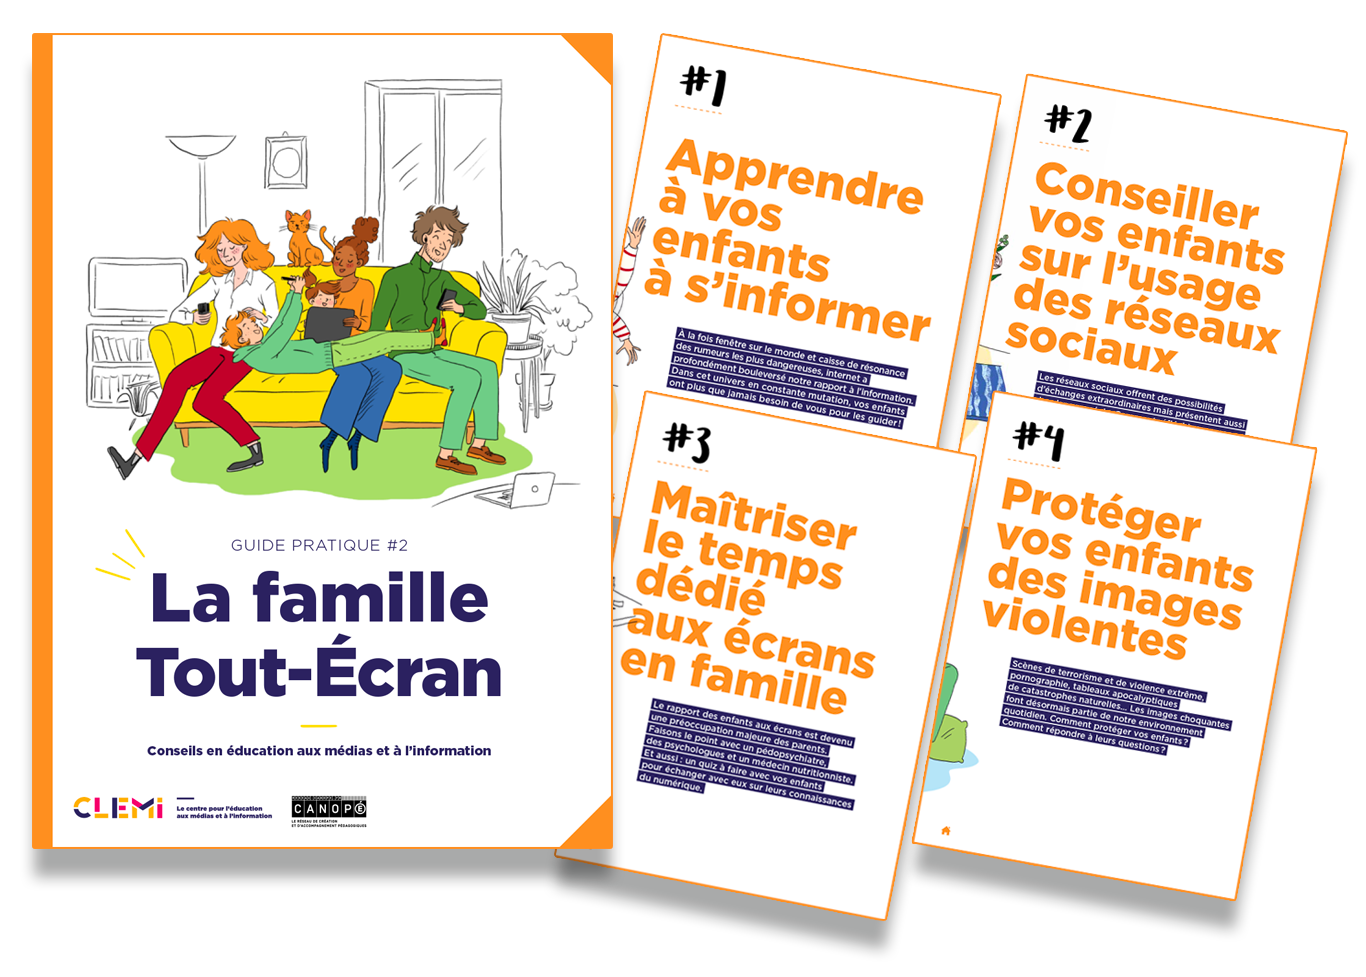 GUIDE PRATIQUE #2
La famille
Tout-Écran
Conseils en éducation aux médias et à l'information
CLEMI
Le centre pour l'éducation
aux médias et à l'information
CANOPÉ
LE RÉSEAU DE CRÉATION
ET D'ACCOMPAGNEMENT PÉDAGOGIQUES
#1
Apprendre
à vos
enfants
à s'informer
À la fois fenêtre sur le monde et caisse de résonance
des rumeurs les plus dangereuses, internet a
profondément bouleversé notre rapport à l'information.
Dans cet univers en constante mutation, vos enfants
ont plus que jamais besoin de vous pour les guider !
#2
Conseiller
vos enfants
sur l'usage
des réseaux
sociaux
Les réseaux sociaux offrent des possibilités
d'échanges extraordinaires mais présentent aussi
#3
Maîtriser
le temps
dédié
aux écrans
en famille
Le rapport des enfants aux écrans est devenu
une préoccupation majeure des parents.
Faisons le point avec un pédopsychiatre,
des psychologues et un médecin nutritionniste.
Et aussi : un quiz à faire avec vos enfants
pour échanger avec eux sur leurs connaissances
du numérique.
#4
Protéger
vos enfants
des images
violentes
Scènes de terrorisme et de violence extrême,
pornographie, tableaux apocalyptiques
de catastrophes naturelles... Les images choquantes
font désormais partie de notre environnement
quotidien. Comment protéger vos enfants ?
Comment répondre à leurs questions ?